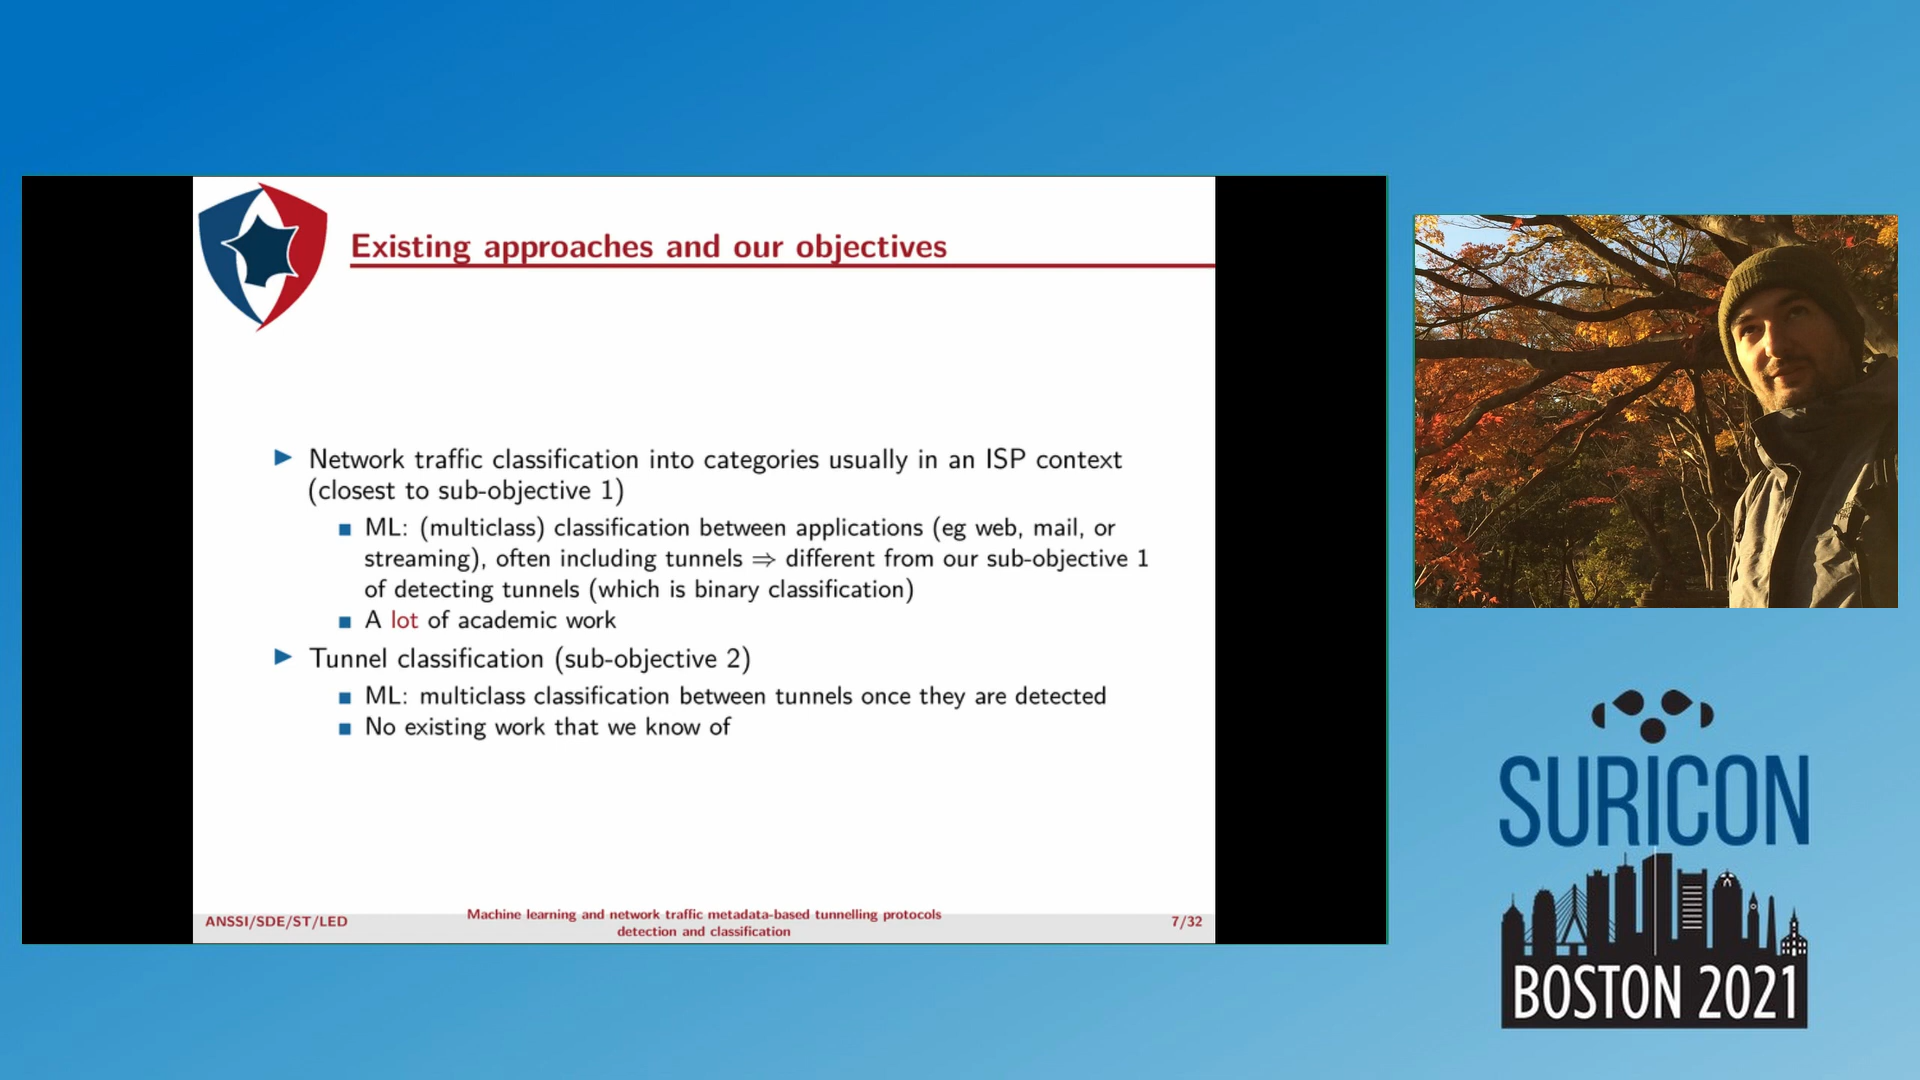 Existing approaches and our objectives
▶ Network traffic classification into categories usually in an ISP context
(closest to sub-objective 1)
■ ML: (multiclass) classification between applications (eg web, mail, or
streaming), often including tunnels ⇒ different from our sub-objective 1
of detecting tunnels (which is binary classification)
■ A lot of academic work
▶ Tunnel classification (sub-objective 2)
■ ML: multiclass classification between tunnels once they are detected
■ No existing work that we know of
ANSSI/SDE/ST/LED
Machine learning and network traffic metadata-based tunnelling protocols
detection and classification
7/32
SURICON
BOSTON 2021